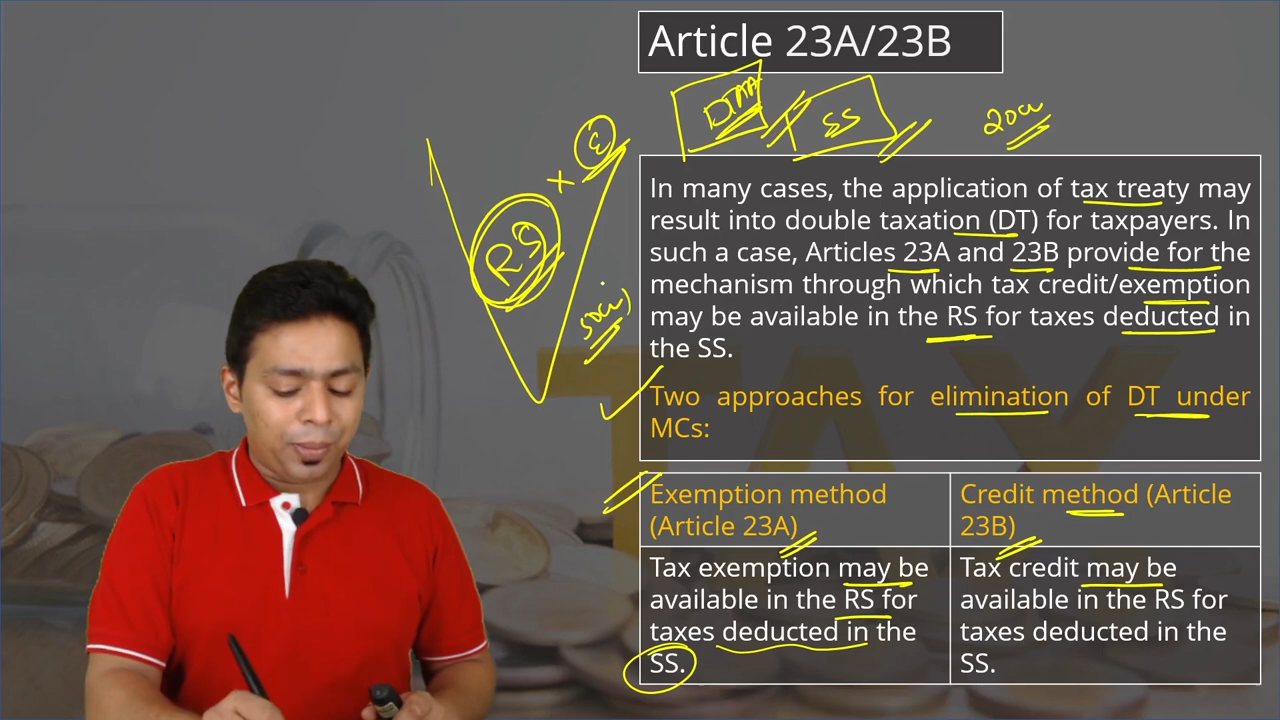 Article 23A/23B
DTAA
SS
In many cases, the application of tax treaty may
result into double taxation (DT) for taxpayers. In
such a case, Articles 23A and 23B provide for the
mechanism through which tax credit/exemption
may be available in the RS for taxes deducted in
the SS.
Two approaches for elimination of DT under
MCs:
RS
Exemption method
(Article 23A)
Credit method (Article
23B)
Tax exemption may be
available in the RS for
taxes deducted in the
SS.
Tax credit may be
available in the RS for
taxes deducted in the
SS.